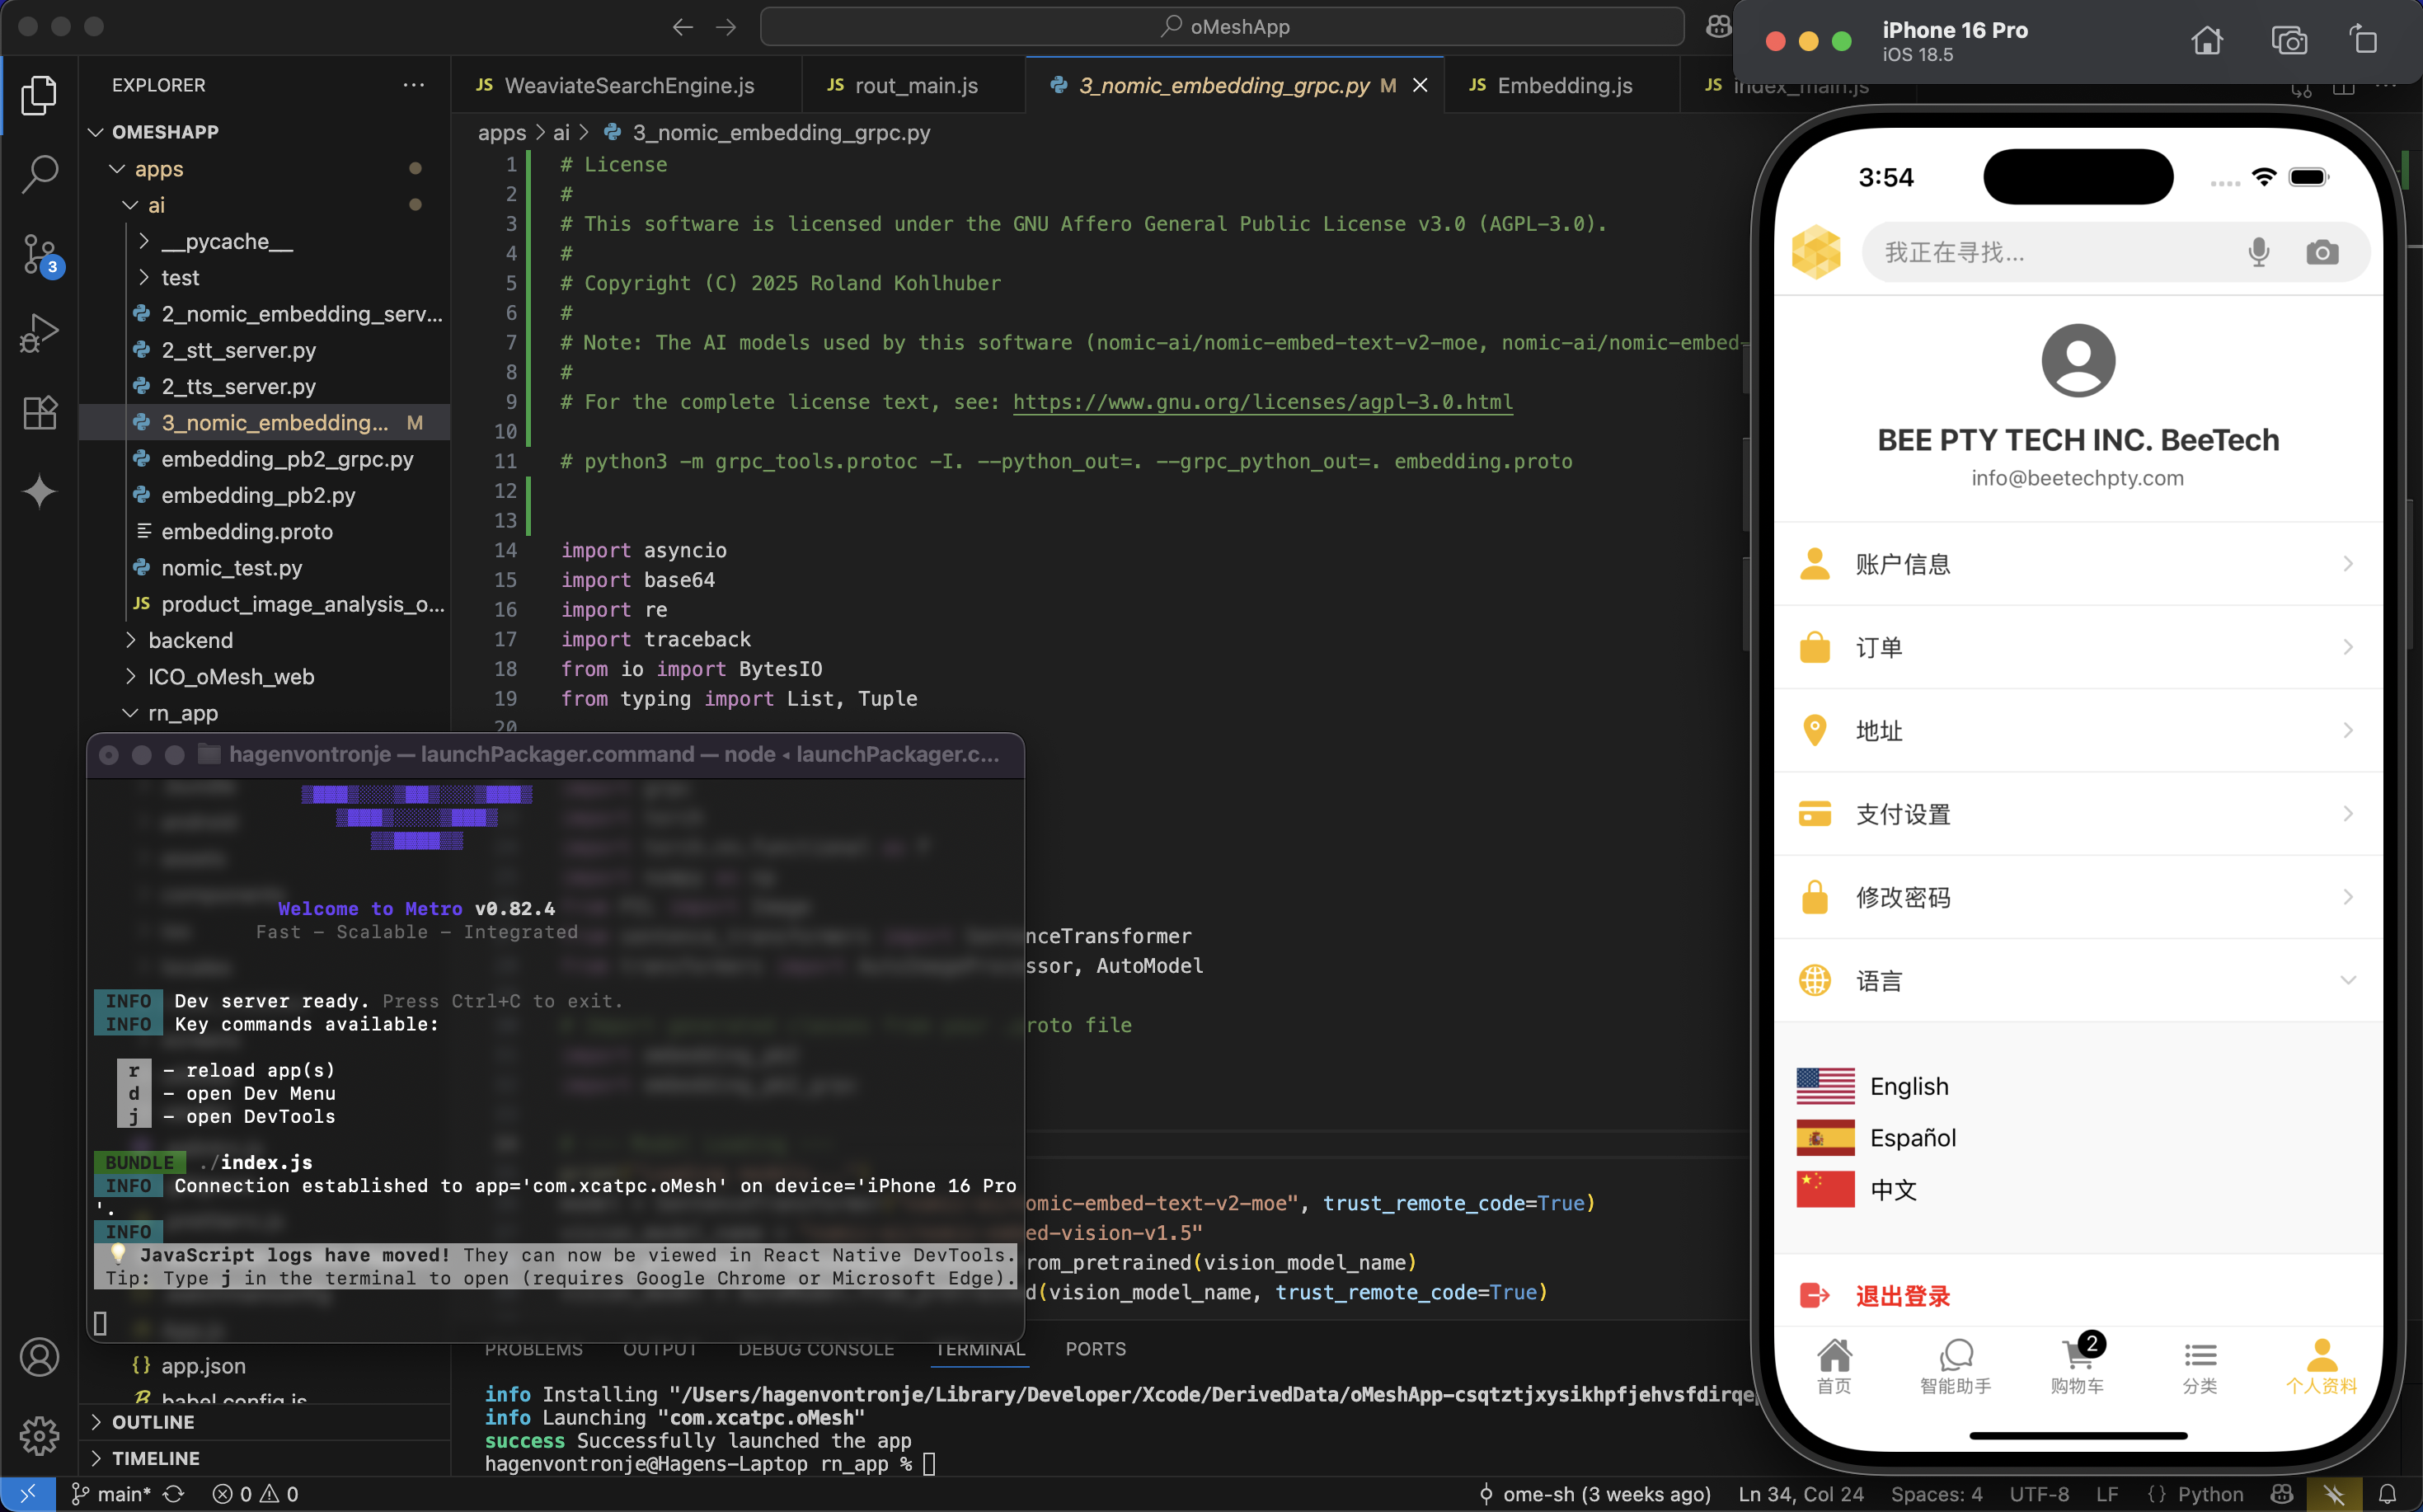 oMeshApp
EXPLORER
OMESHAPP
apps
ai
__pycache__
test
2_nomic_embedding_serv...
2_stt_server.py
2_tts_server.py
3_nomic_embedding... M
embedding_pb2_grpc.py
embedding_pb2.py
embedding.proto
nomic_test.py
JS product_image_analysis_o...
backend
ICO_oMesh_web
rn_app
{} app.json
babel.config.js
OUTLINE
TIMELINE
3
JS WeaviateSearchEngine.js
JS rout_main.js
3_nomic_embedding_grpc.py M
JS Embedding.js
JS index_main.js
apps > ai > 3_nomic_embedding_grpc.py
1 # License
2 #
3 # This software is licensed under the GNU Affero General Public License v3.0 (AGPL-3.0).
4 #
5 # Copyright (C) 2025 Roland Kohlhuber
6 #
7 # Note: The AI models used by this software (nomic-ai/nomic-embed-text-v2-moe, nomic-ai/nomic-embed-
8 #
9 # For the complete license text, see: https://www.gnu.org/licenses/agpl-3.0.html
10
11 # python3 -m grpc_tools.protoc -I. --python_out=. --grpc_python_out=. embedding.proto
12
13
14 import asyncio
15 import base64
16 import re
17 import traceback
18 from io import BytesIO
19 from typing import List, Tuple
20
nceTransformer
ssor, AutoModel
roto file
omic-embed-text-v2-moe", trust_remote_code=True)
ed-vision-v1.5"
rom_pretrained(vision_model_name)
d(vision_model_name, trust_remote_code=True)
hagenvontronje — launchPackager.command — node ◂ launchPackager.c...
Welcome to Metro v0.82.4
Fast - Scalable - Integrated
INFO Dev server ready. Press Ctrl+C to exit.
INFO Key commands available:
r - reload app(s)
d - open Dev Menu
j - open DevTools
BUNDLE ./index.js
INFO Connection established to app='com.xcatpc.oMesh' on device='iPhone 16 Pro
'.
INFO
💡 JavaScript logs have moved! They can now be viewed in React Native DevTools.
Tip: Type j in the terminal to open (requires Google Chrome or Microsoft Edge).
PROBLEMS OUTPUT DEBUG CONSOLE TERMINAL PORTS
info Installing "/Users/hagenvontronje/Library/Developer/Xcode/DerivedData/oMeshApp-csqtztjxysikhpfjehvsfdirqep
info Launching "com.xcatpc.oMesh"
success Successfully launched the app
hagenvontronje@Hagens-Laptop rn_app %
main* 0 0
ome-sh (3 weeks ago) Ln 34, Col 24 Spaces: 4 UTF-8 LF {} Python
iPhone 16 Pro
iOS 18.5
3:54
我正在寻找...
BEE PTY TECH INC. BeeTech
info@beetechpty.com
账户信息
订单
地址
支付设置
修改密码
语言
English
Español
中文
退出登录
2
首页 智能助手 购物车 分类 个人资料